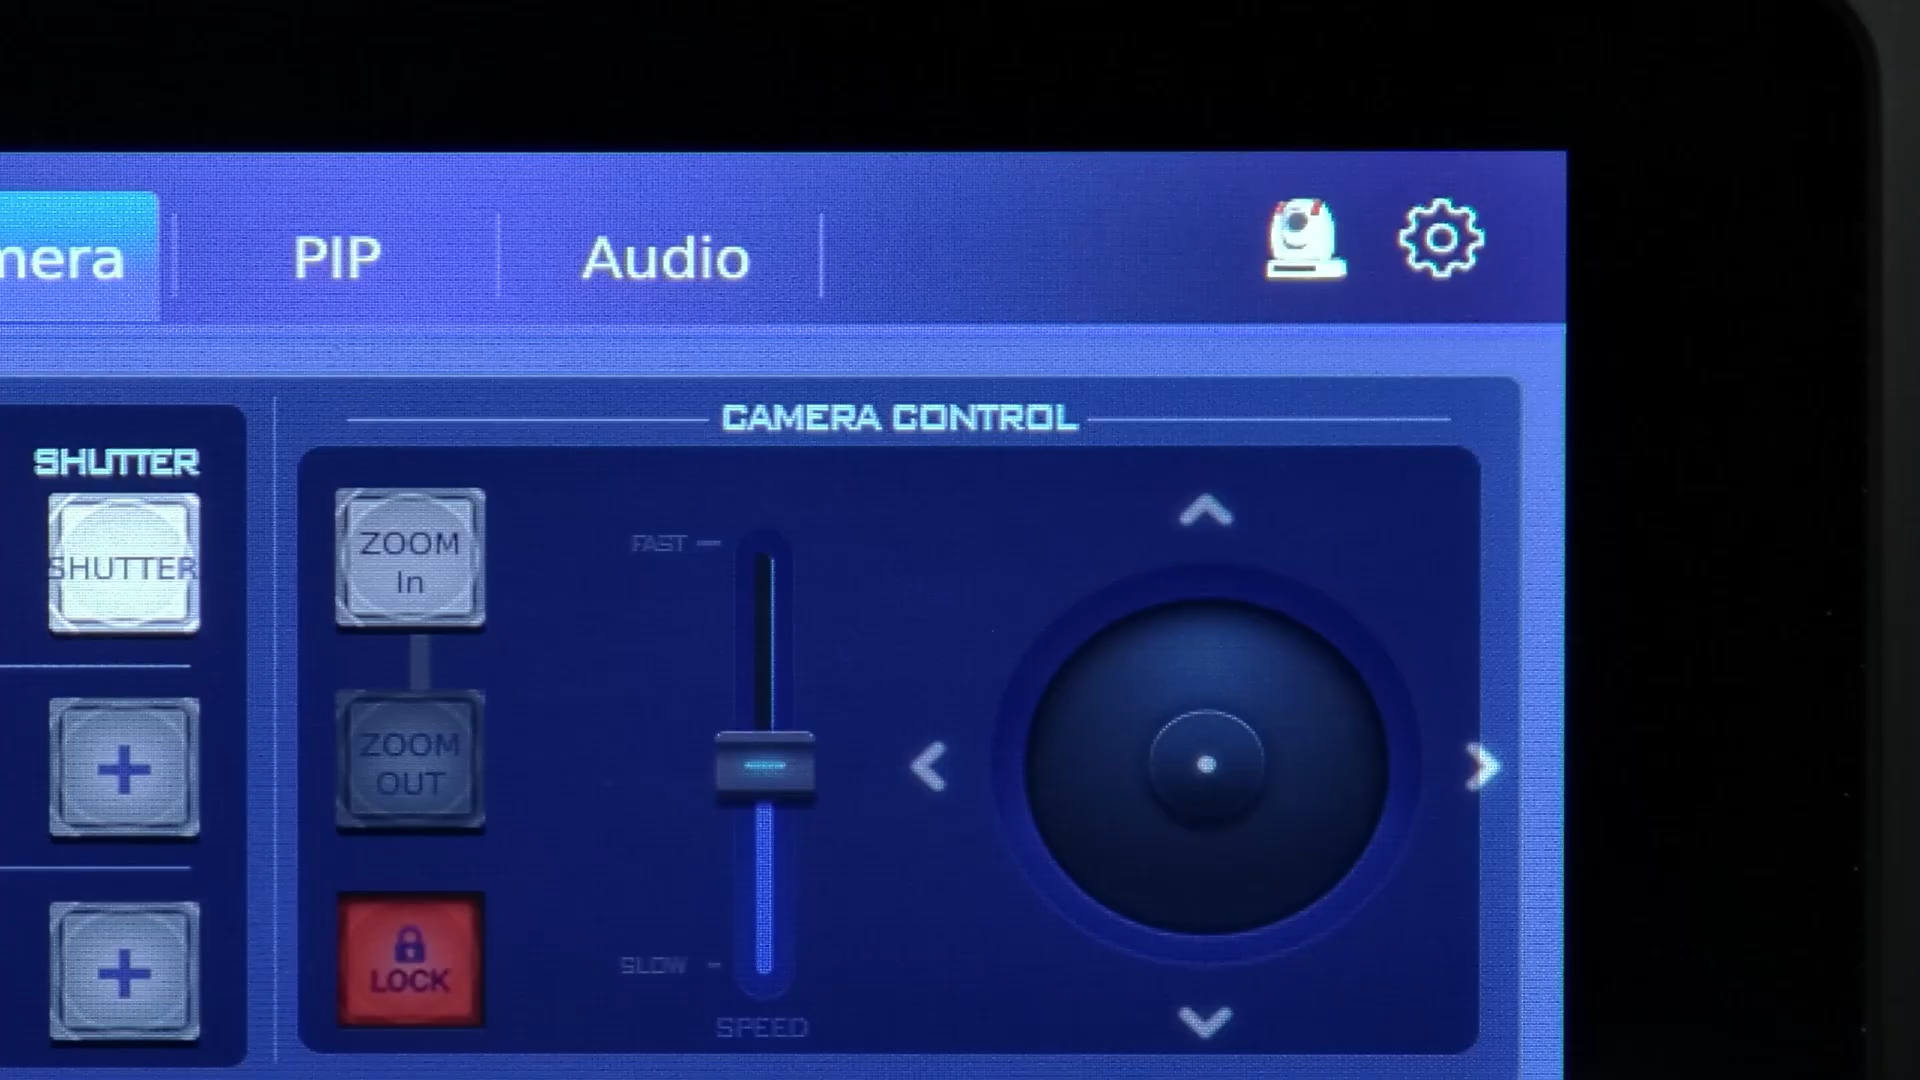 mera
PIP
Audio
CAMERA CONTROL
SHUTTER
SHUTTER
ZOOM
In
FAST
ZOOM
OUT
+
LOCK
SLOW
+
SPEED